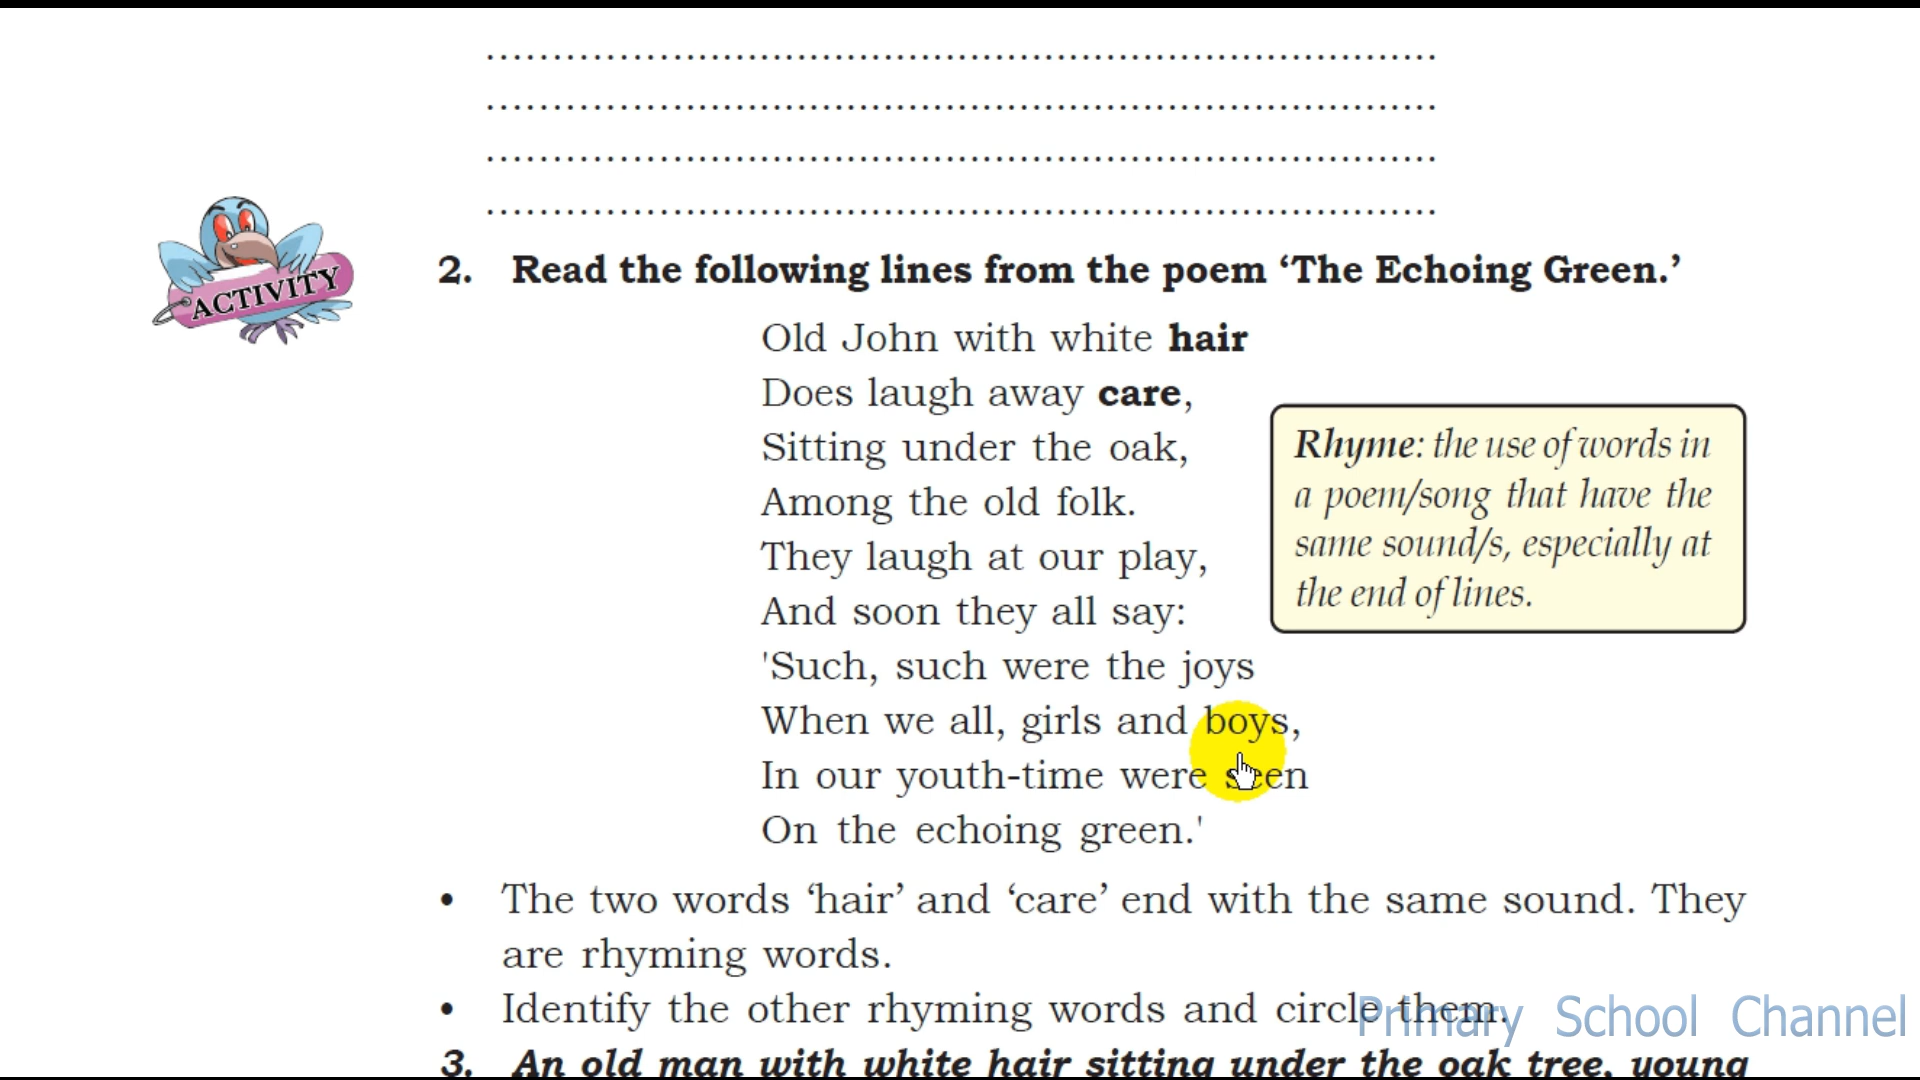 ................................................................................
................................................................................
................................................................................
................................................................................
ACTIVITY
2. Read the following lines from the poem ‘The Echoing Green.’
Old John with white hair
Does laugh away care,
Sitting under the oak,
Among the old folk.
They laugh at our play,
And soon they all say:
'Such, such were the joys
When we all, girls and boys,
In our youth-time were seen
On the echoing green.'
Rhyme: the use of words in
a poem/song that have the
same sound/s, especially at
the end of lines.
• The two words ‘hair’ and ‘care’ end with the same sound. They
are rhyming words.
• Identify the other rhyming words and circle them.
Primary School Channel
3. An old man with white hair sitting under the oak tree, young